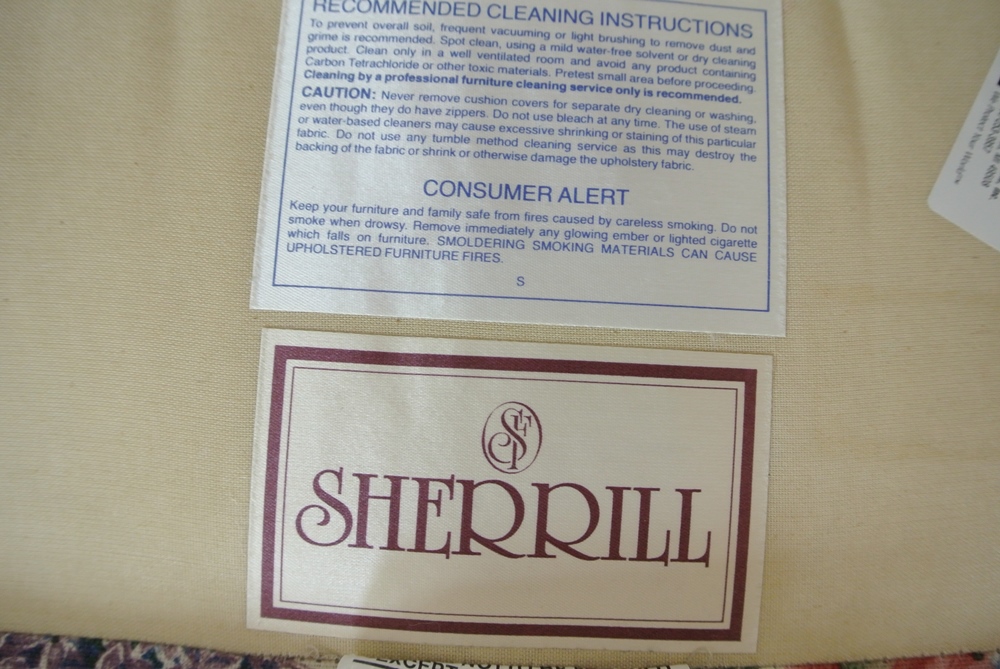 RECOMMENDED CLEANING INSTRUCTIONS
To prevent overall soil, frequent vacuuming or light brushing to remove dust and
grime is recommended. Spot clean, using a mild water-free solvent or dry cleaning
product. Clean only in a well ventilated room and avoid any product containing
Carbon Tetrachloride or other toxic materials. Pretest small area before proceeding.
Cleaning by a professional furniture cleaning service only is recommended.
CAUTION: Never remove cushion covers for separate dry cleaning or washing,
even though they do have zippers. Do not use bleach at any time. The use of steam
or water-based cleaners may cause excessive shrinking or staining of this particular
fabric. Do not use any tumble method cleaning service as this may destroy the
backing of the fabric or shrink or otherwise damage the upholstery fabric.
CONSUMER ALERT
Keep your furniture and family safe from fires caused by careless smoking. Do not
smoke when drowsy. Remove immediately any glowing ember or lighted cigarette
which falls on furniture. SMOLDERING SMOKING MATERIALS CAN CAUSE
UPHOLSTERED FURNITURE FIRES.
S
SFI
SHERRILL